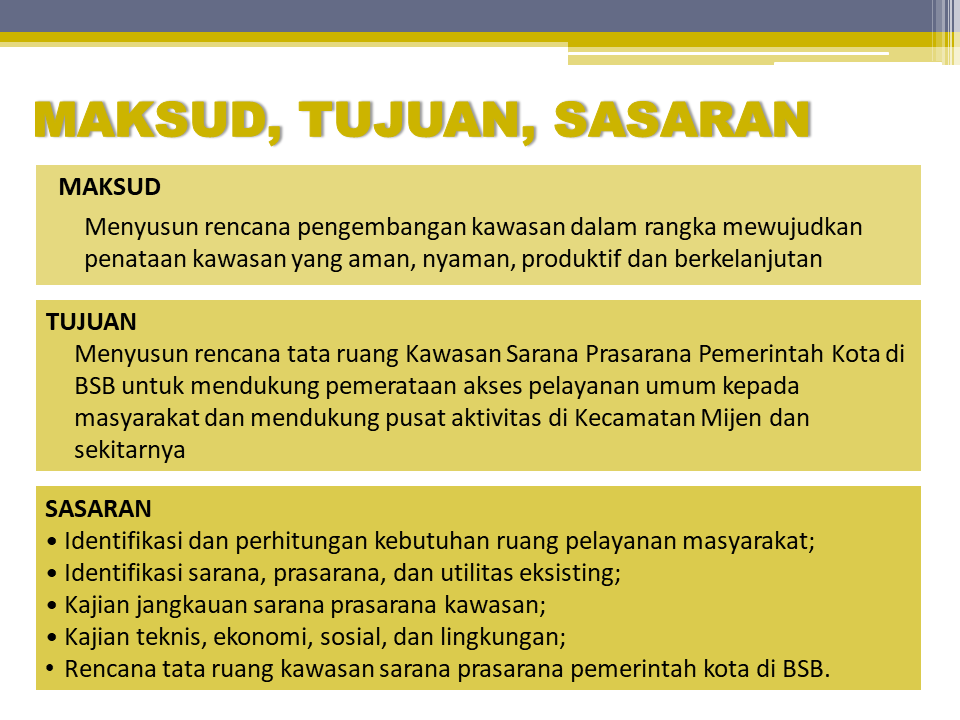 MAKSUD, TUJUAN, SASARAN
MAKSUD
Menyusun rencana pengembangan kawasan dalam rangka mewujudkan
penataan kawasan yang aman, nyaman, produktif dan berkelanjutan
TUJUAN
Menyusun rencana tata ruang Kawasan Sarana Prasarana Pemerintah Kota di
BSB untuk mendukung pemerataan akses pelayanan umum kepada
masyarakat dan mendukung pusat aktivitas di Kecamatan Mijen dan
sekitarnya
SASARAN
• Identifikasi dan perhitungan kebutuhan ruang pelayanan masyarakat;
• Identifikasi sarana, prasarana, dan utilitas eksisting;
• Kajian jangkauan sarana prasarana kawasan;
• Kajian teknis, ekonomi, sosial, dan lingkungan;
• Rencana tata ruang kawasan sarana prasarana pemerintah kota di BSB.